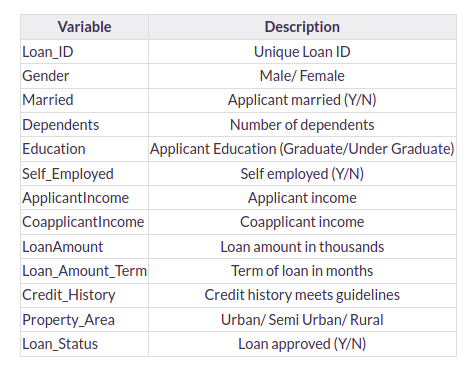 Variable Description
Loan_ID Unique Loan ID
Gender Male/ Female
Married Applicant married (Y/N)
Dependents Number of dependents
Education Applicant Education (Graduate/Under Graduate)
Self_Employed Self employed (Y/N)
ApplicantIncome Applicant income
CoapplicantIncome Coapplicant income
LoanAmount Loan amount in thousands
Loan_Amount_Term Term of loan in months
Credit_History Credit history meets guidelines
Property_Area Urban/ Semi Urban/ Rural
Loan_Status Loan approved (Y/N)